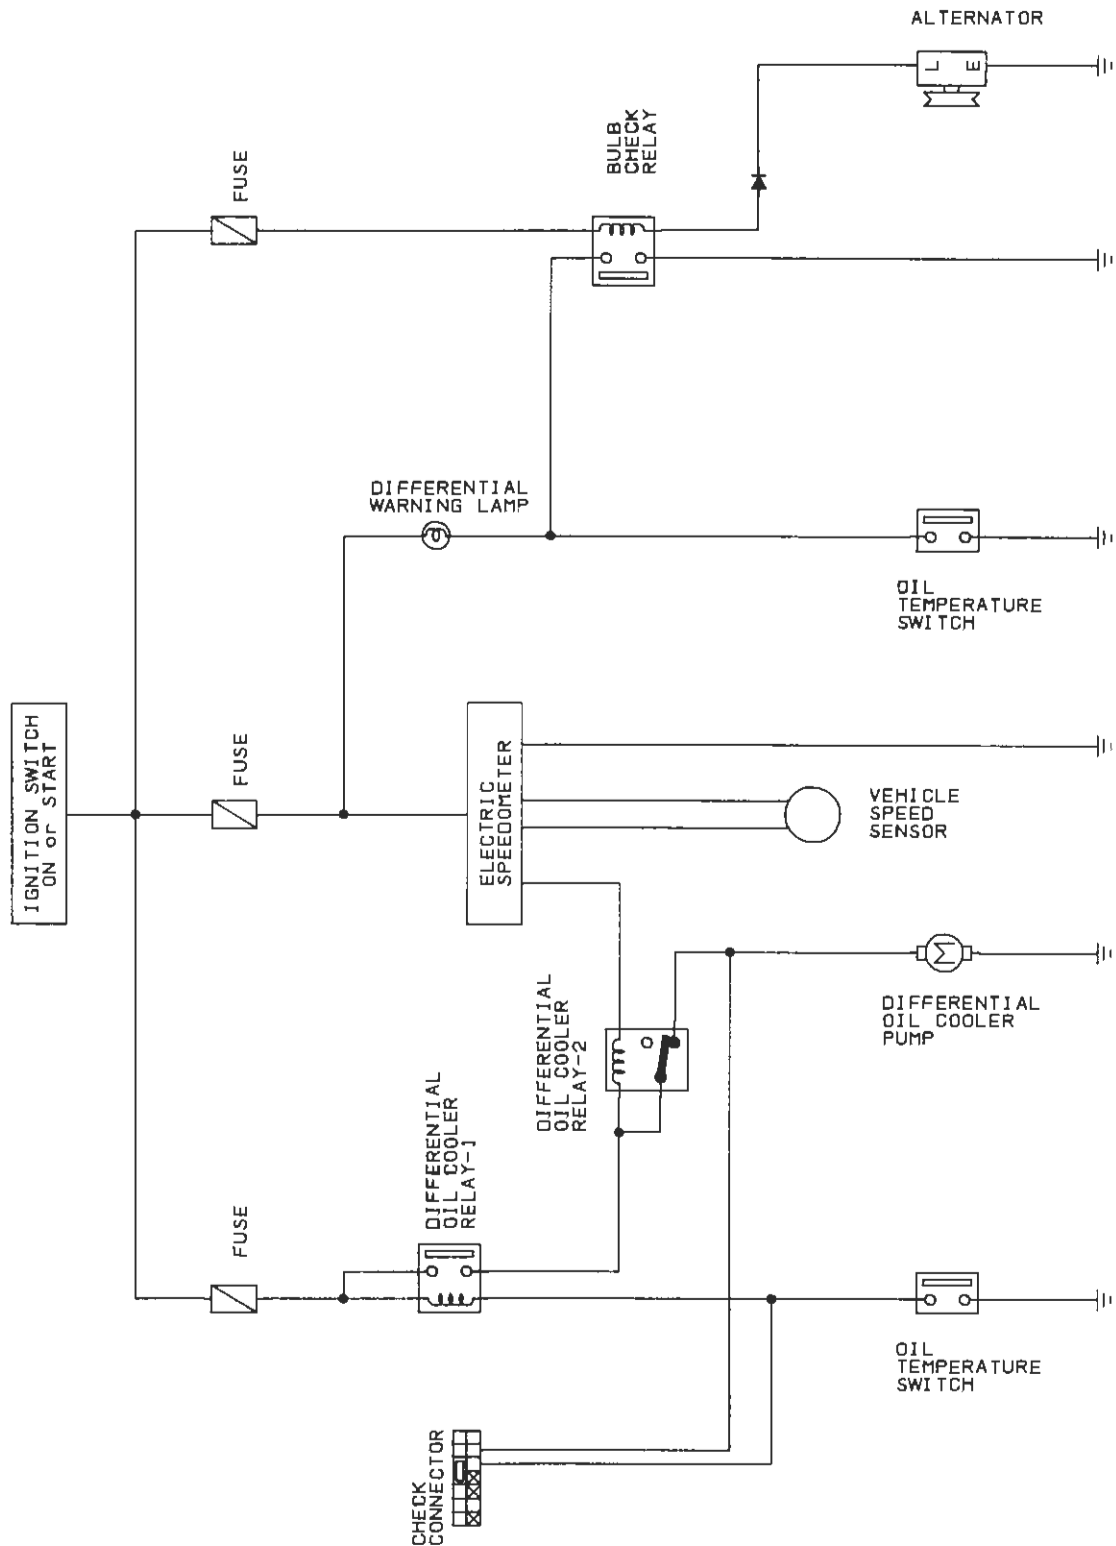 ALTERNATOR
L E
BULB
CHECK
RELAY
FUSE
DIFFERENTIAL
WARNING LAMP
OIL
TEMPERATURE
SWITCH
IGNITION SWITCH
ON or START
FUSE
ELECTRIC
SPEEDOMETER
VEHICLE
SPEED
SENSOR
DIFFERENTIAL
OIL COOLER
RELAY-2
DIFFERENTIAL
OIL COOLER
PUMP
M
DIFFERENTIAL
OIL COOLER
RELAY-1
FUSE
OIL
TEMPERATURE
SWITCH
CHECK
CONNECTOR